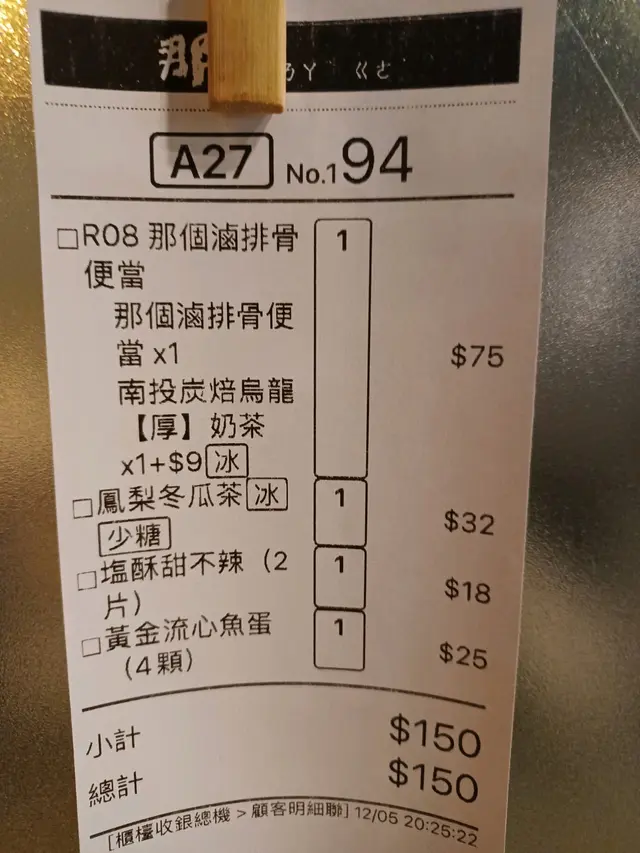 那 ㄋㄚ ㄍㄜ
A27 No.194
□R08 那個滷排骨 1
便當
那個滷排骨便
當 x1 $75
南投炭焙烏龍
【厚】奶茶
x1+$9 冰
□鳳梨冬瓜茶 冰 1
少糖 $32
□塩酥甜不辣（2 1
片） $18
□黃金流心魚蛋 1
（4顆） $25
小計 $150
總計 $150
[櫃檯收銀總機 > 顧客明細聯] 12/05 20:25:22